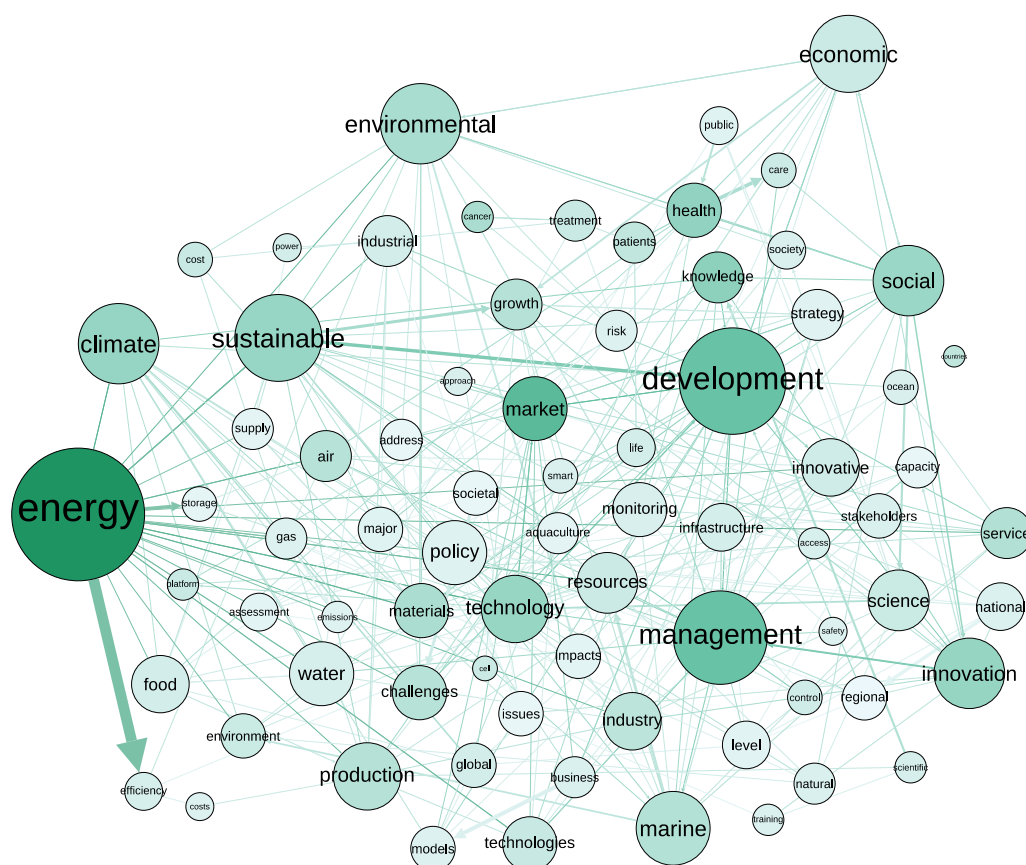 economic
environmental
public
care
health
cancer
treatment
patients
industrial
power
cost
society
knowledge
social
growth
strategy
risk
sustainable
climate
countries
development
approach
ocean
market
supply
address
life
air
innovative
capacity
smart
societal
storage
energy
monitoring
stakeholders
major
aquaculture
infrastructure
gas
access
service
policy
resources
platform
assessment
emissions
materials
technology
science
national
management
safety
impacts
cell
food
water
challenges
innovation
control
regional
issues
industry
environment
level
production
global
business
natural
scientific
efficiency
costs
training
marine
models
technologies